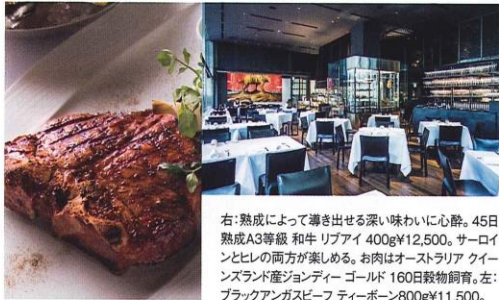 右：熟成によって導き出せる深い味わいに心酔。45日
熟成A3等級 和牛 リブアイ 400g¥12,500。サーロイ
ンとヒレの両方が楽しめる。お肉はオーストラリア クイー
ンズランド産ジョンディー ゴールド 160日穀物飼育。左：
ブラックアンガスビーフ ティーボーン800g¥11,500。